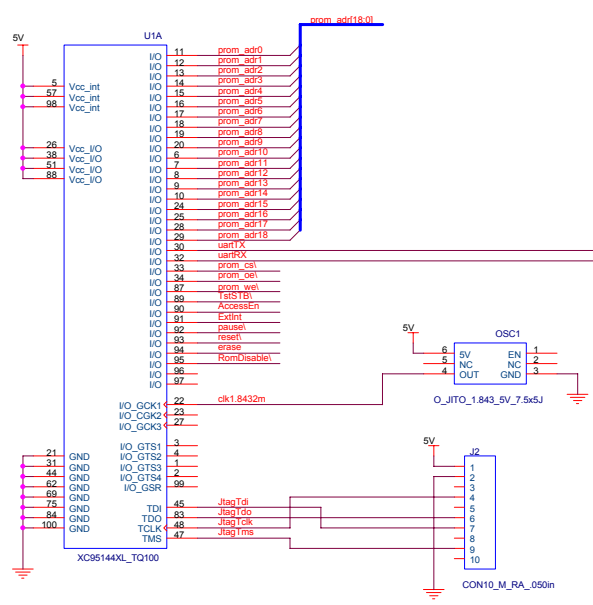 prom_adr[18:0]
U1A
5V
I/O 11 prom_adr0
I/O 12 prom_adr1
I/O 13 prom_adr2
I/O 14 prom_adr3
I/O 15 prom_adr4
I/O 16 prom_adr5
I/O 17 prom_adr6
I/O 18 prom_adr7
I/O 19 prom_adr8
I/O 20 prom_adr9
I/O 6 prom_adr10
I/O 7 prom_adr11
I/O 8 prom_adr12
I/O 9 prom_adr13
I/O 10 prom_adr14
I/O 24 prom_adr15
I/O 25 prom_adr16
I/O 28 prom_adr17
I/O 29 prom_adr18
I/O 30 uartTX
I/O 32 uartRX
I/O 33 prom_cs\
I/O 34 prom_oe\
I/O 87 prom_we\
I/O 89 TstSTB\
I/O 90 AccessEn
I/O 91 ExtInt
I/O 92 pause\
I/O 93 reset\
I/O 94 erase
I/O 95 RomDisable\
I/O 96
I/O 97
5 Vcc_int
57 Vcc_int
98 Vcc_int
26 Vcc_I/O
38 Vcc_I/O
51 Vcc_I/O
88 Vcc_I/O
I/O_GCK1 22 clk1.8432m
I/O_CGK2 23
I/O_GCK3 27
I/O_GTS1 3
I/O_GTS2 4
I/O_GTS3 1
I/O_GTS4 2
I/O_GSR 99
21 GND
31 GND
44 GND
62 GND
69 GND
75 GND
84 GND
100 GND
TDI 45 JtagTdi
TDO 83 JtagTdo
TCLK 48 JtagTclk
TMS 47 JtagTms
XC95144XL_TQ100
5V
OSC1
6 5V EN 1
5 NC NC 2
4 OUT GND 3
O_JITO_1.843_5V_7.5x5J
5V
J2
1
2
3
4
5
6
7
8
9
10
CON10_M_RA_.050in